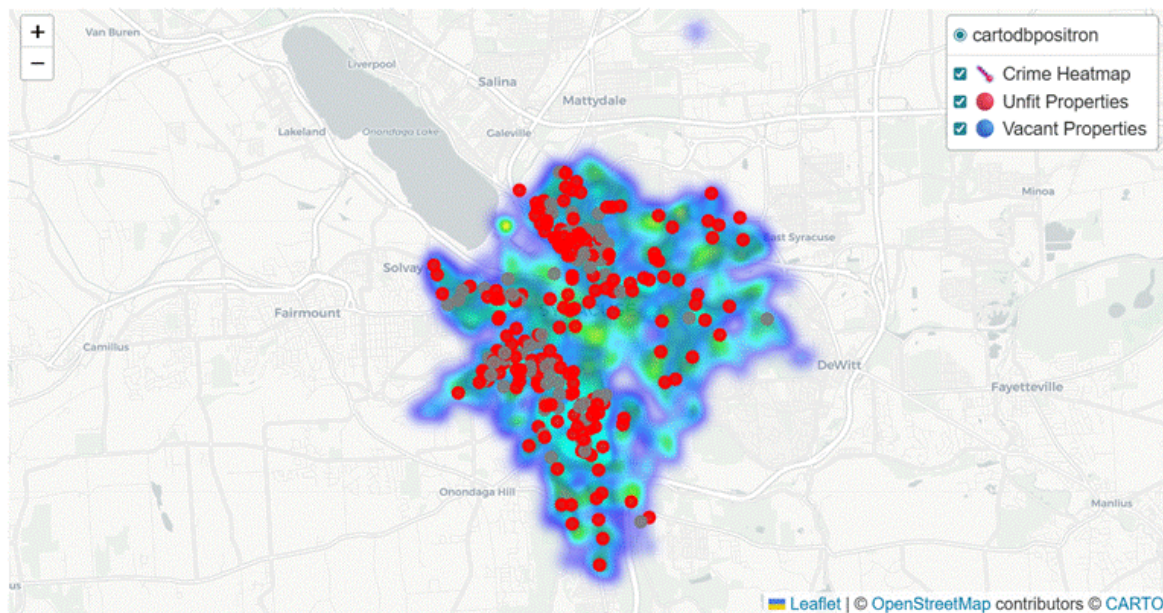 +
−
cartodbpositron
Crime Heatmap
Unfit Properties
Vacant Properties
Van Buren
Liverpool
Salina
Mattydale
Lakeland
Onondaga Lake
Galeville
Minoa
East Syracuse
Solvay
Fairmount
Camillus
DeWitt
Fayetteville
Onondaga Hill
Manlius
Leaflet | © OpenStreetMap contributors © CARTO